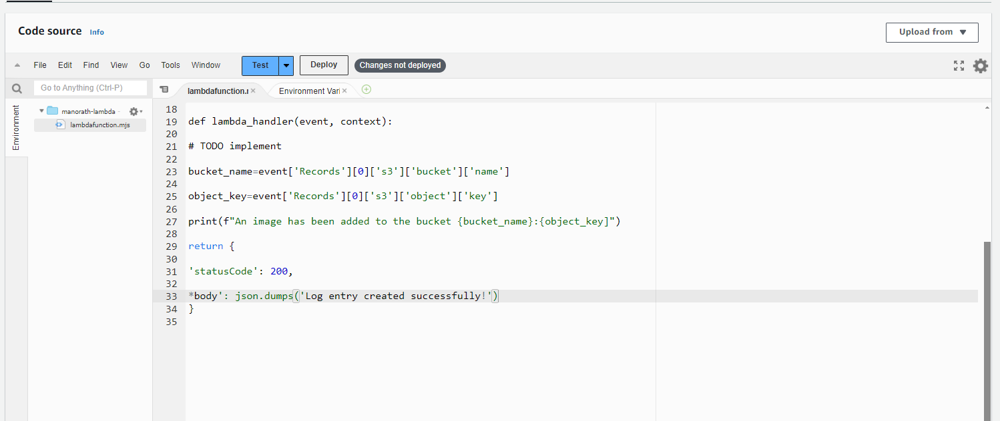 Code source Info
Upload from
File Edit Find View Go Tools Window Test Deploy Changes not deployed
Go to Anything (Ctrl-P)
lambdafunction.r × Environment Vari ×
Environment
manorath-lambda -
lambdafunction.mjs
18
19 def lambda_handler(event, context):
20
21 # TODO implement
22
23 bucket_name=event['Records'][0]['s3']['bucket']['name']
24
25 object_key=event['Records'][0]['s3']['object']['key']
26
27 print(f"An image has been added to the bucket {bucket_name}:{object_key]")
28
29 return {
30
31 'statusCode': 200,
32
33 *body': json.dumps('Log entry created successfully!')
34 }
35